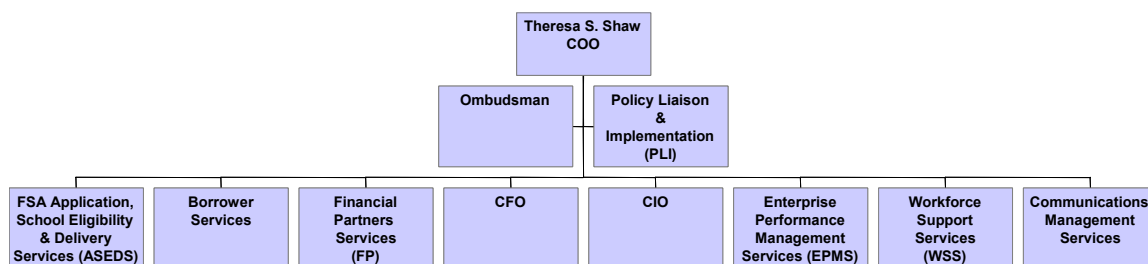 Theresa S. Shaw
COO
Ombudsman
Policy Liaison
&
Implementation
(PLI)
FSA Application,
School Eligibility
& Delivery
Services (ASEDS)
Borrower
Services
Financial
Partners
Services
(FP)
CFO
CIO
Enterprise
Performance
Management
Services (EPMS)
Workforce
Support
Services
(WSS)
Communications
Management
Services